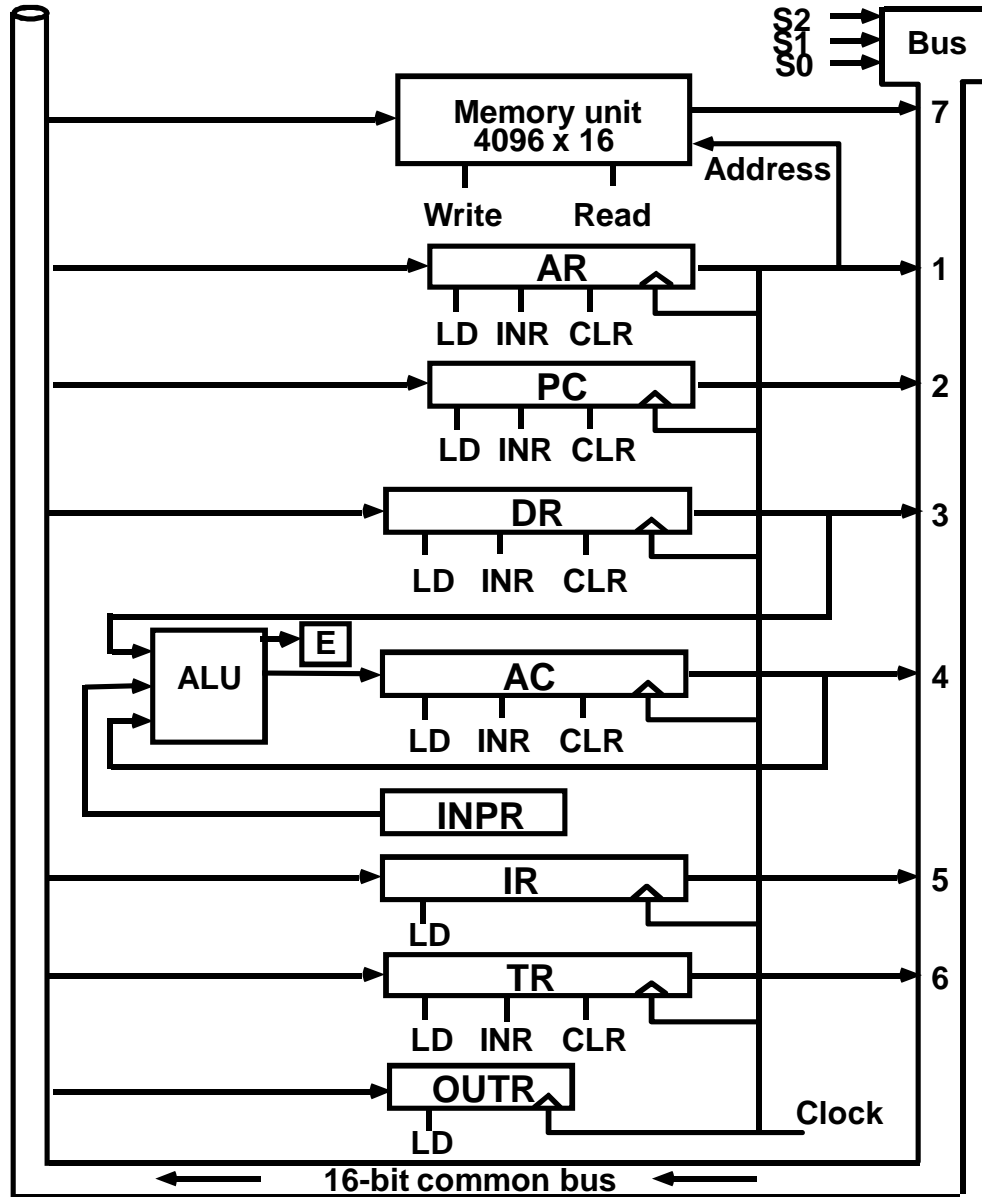 S2
S1
S0
Bus
Memory unit
4096 x 16
7
Address
Write Read
AR
1
LD INR CLR
PC
2
LD INR CLR
DR
3
LD INR CLR
E
ALU
AC
4
LD INR CLR
INPR
IR
5
LD
TR
6
LD INR CLR
OUTR
Clock
LD
16-bit common bus